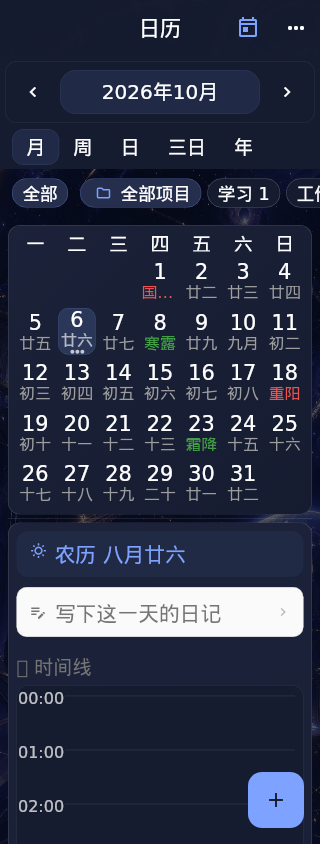 日历
2026年10月
月 周 日 三日 年
全部 全部项目 学习 1
一 二 三 四 五 六 日
1 2 3 4
国... 廿二 廿三 廿四
5 6 7 8 9 10 11
廿五 廿六 廿七 寒露 廿九 九月 初二
12 13 14 15 16 17 18
初三 初四 初五 初六 初七 初八 重阳
19 20 21 22 23 24 25
初十 十一 十二 十三 霜降 十五 十六
26 27 28 29 30 31
十七 十八 十九 二十 廿一 廿二
农历 八月廿六
写下这一天的日记
时间线
00:00
01:00
02:00